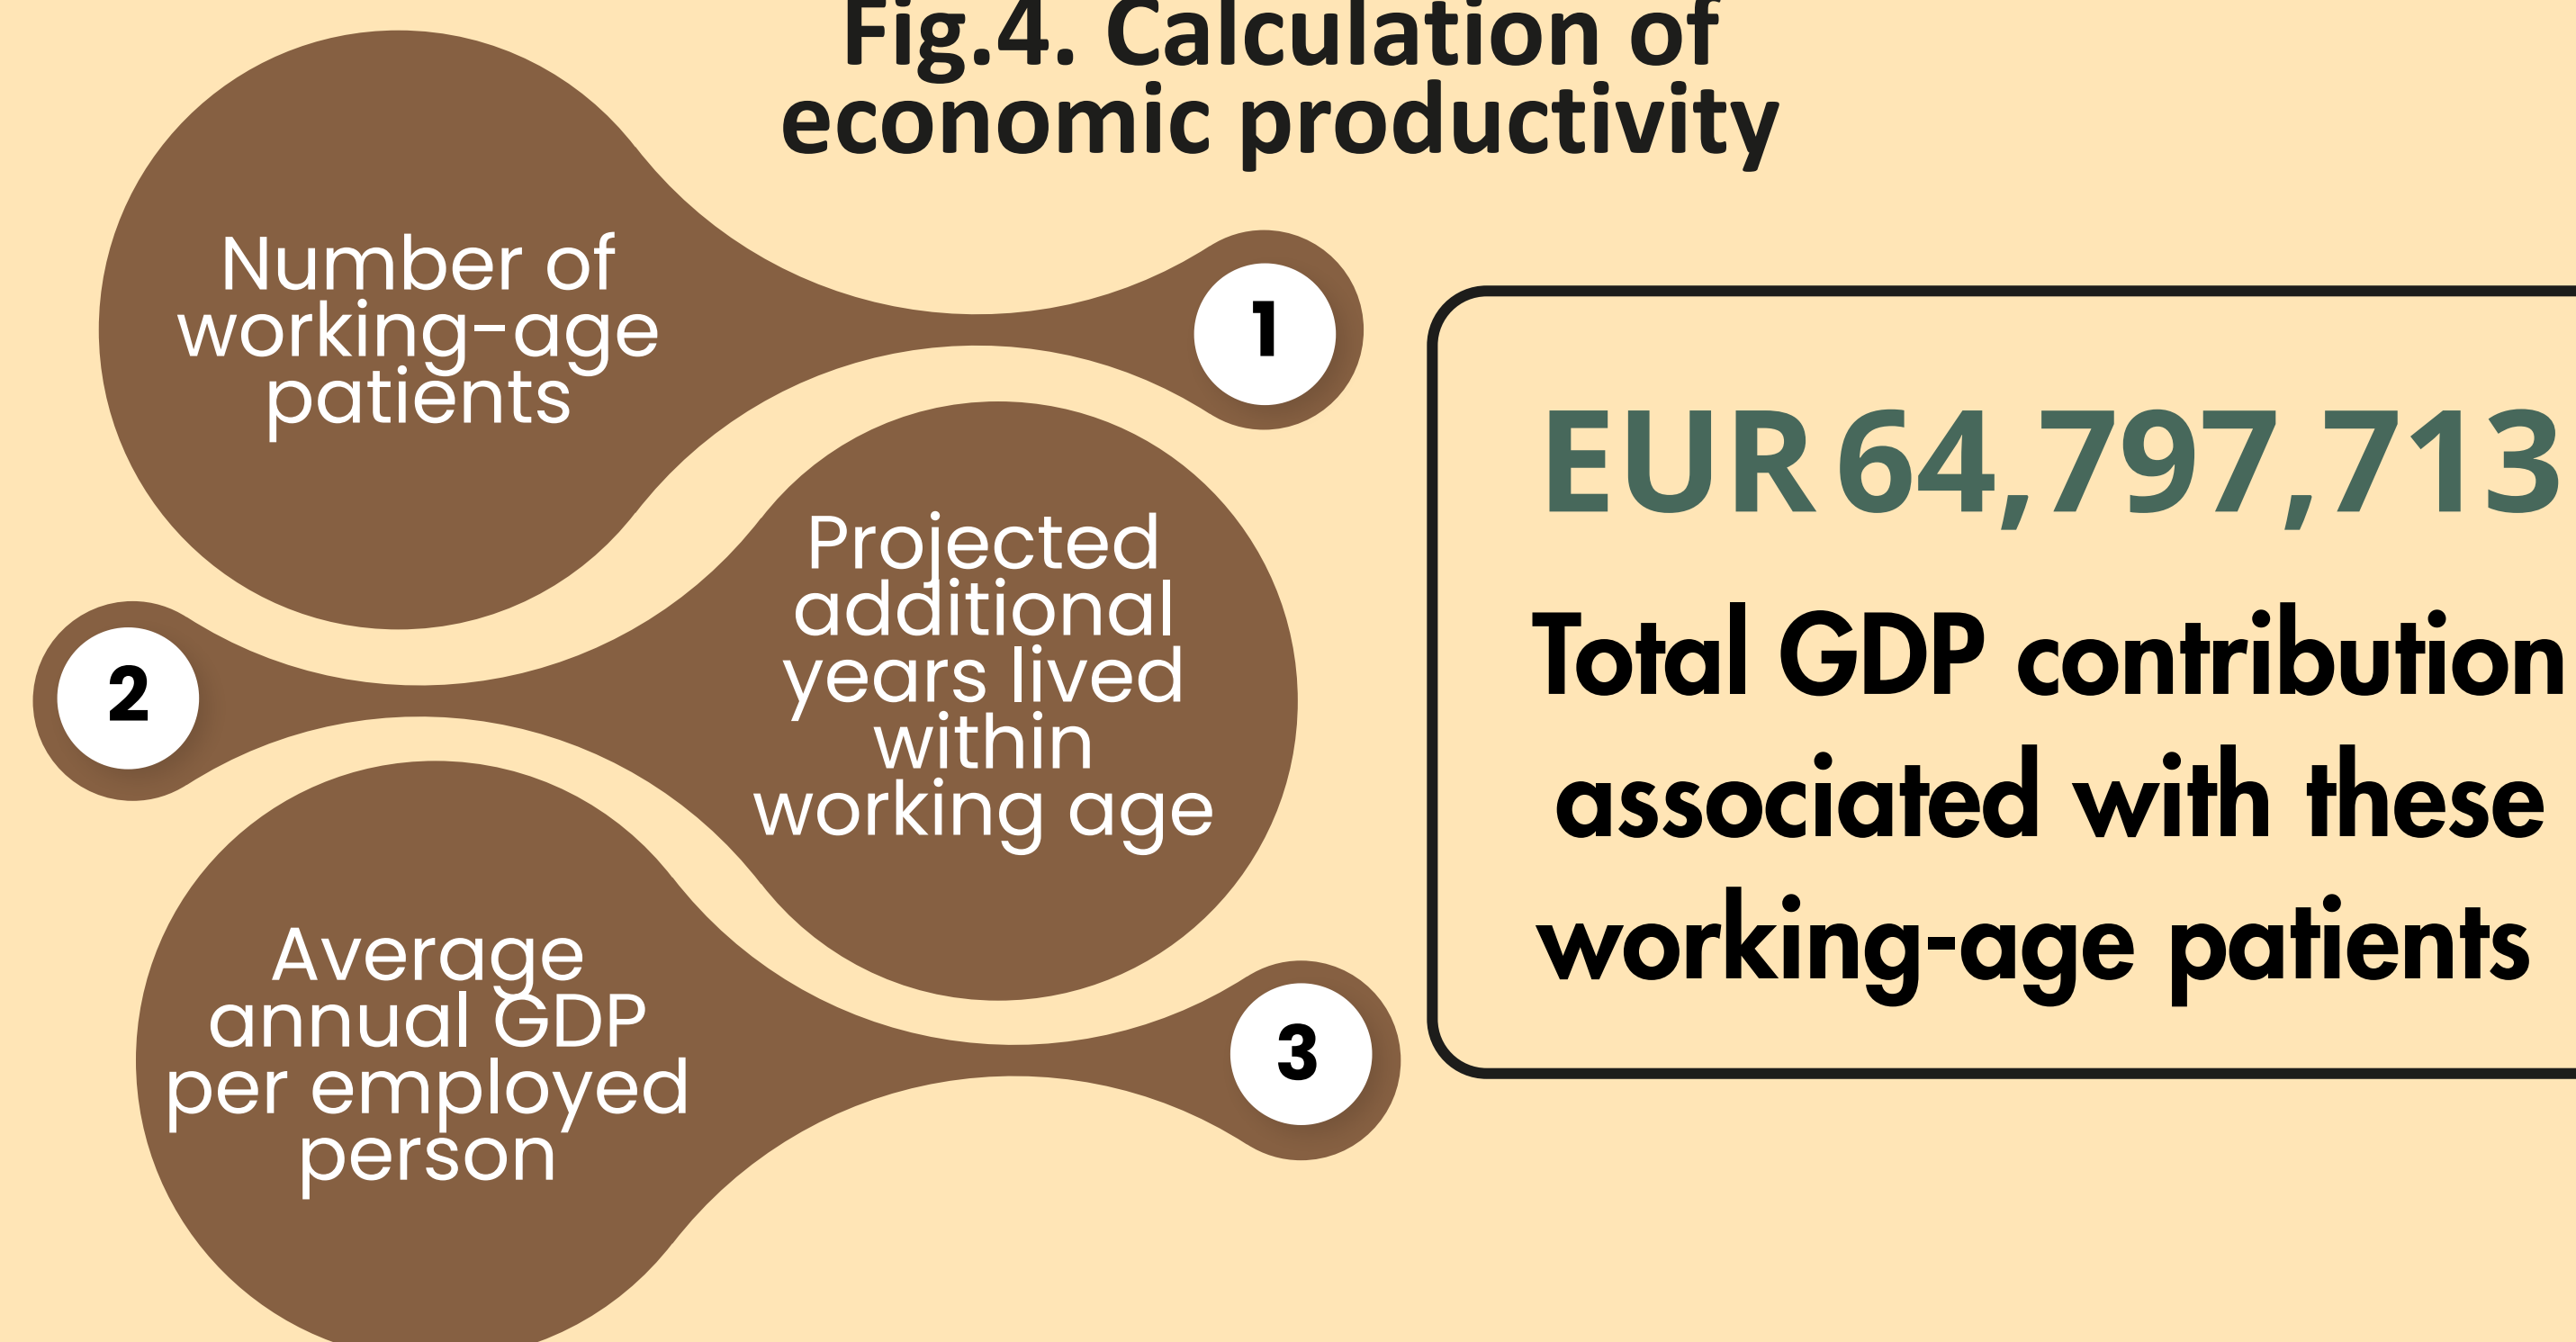 Fig.4. Calculation of
economic productivity
Number of
working-age
patients
1
2
Projected
additional
years lived
within
working age
Average
annual GDP
per employed
person
3
EUR 64,797,713
Total GDP contribution
associated with these
working-age patients